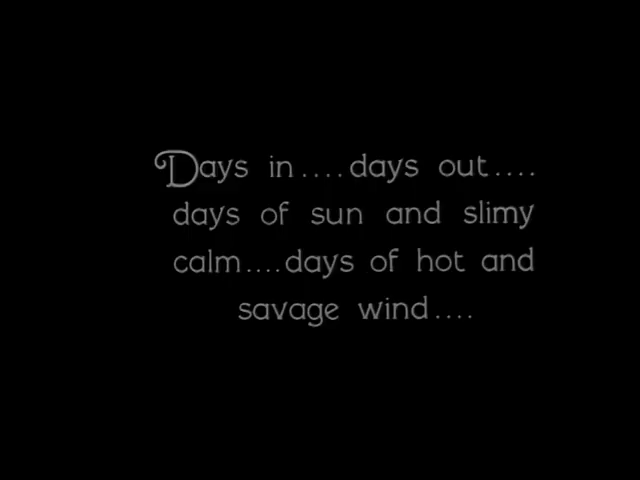 Days in....days out....
days of sun and slimy
calm....days of hot and
savage wind....